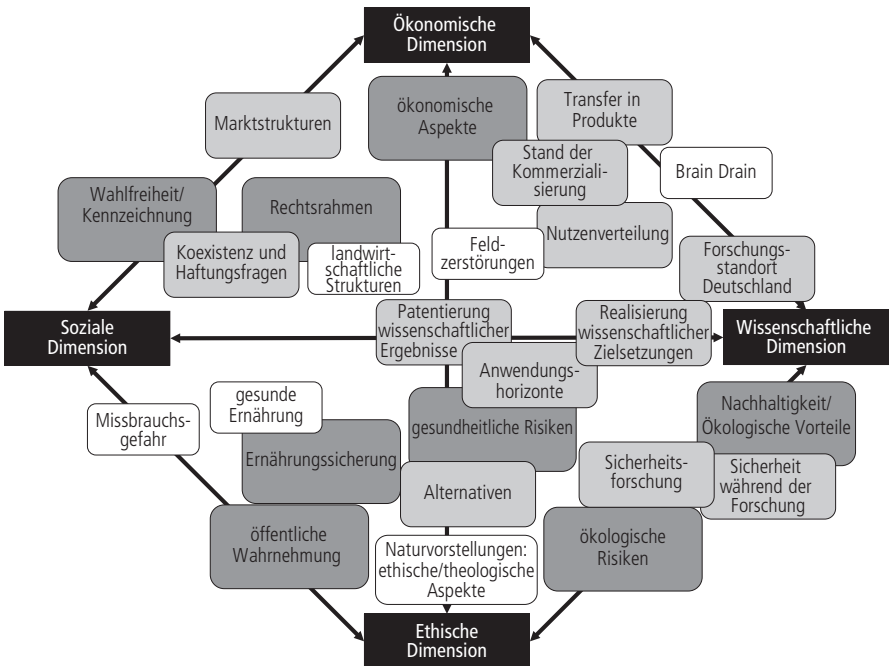 Ökonomische
Dimension
ökonomische
Aspekte
Transfer in
Produkte
Marktstrukturen
Stand der
Kommerziali-
sierung
Brain Drain
Wahlfreiheit/
Kennzeichnung
Rechtsrahmen
Koexistenz und
Haftungsfragen
landwirt-
schaftliche
Strukturen
Feld-
zerstörungen
Nutzenverteilung
Forschungs-
standort
Deutschland
Soziale
Dimension
Patentierung
wissenschaftlicher
Ergebnisse
Realisierung
wissenschaftlicher
Zielsetzungen
Wissenschaftliche
Dimension
Anwendungs-
horizonte
Missbrauchs-
gefahr
gesunde
Ernährung
gesundheitliche Risiken
Nachhaltigkeit/
Ökologische Vorteile
Ernährungssicherung
Alternativen
Sicherheits-
forschung
Sicherheit
während der
Forschung
öffentliche
Wahrnehmung
Naturvorstellungen:
ethische/theologische
Aspekte
ökologische
Risiken
Ethische
Dimension